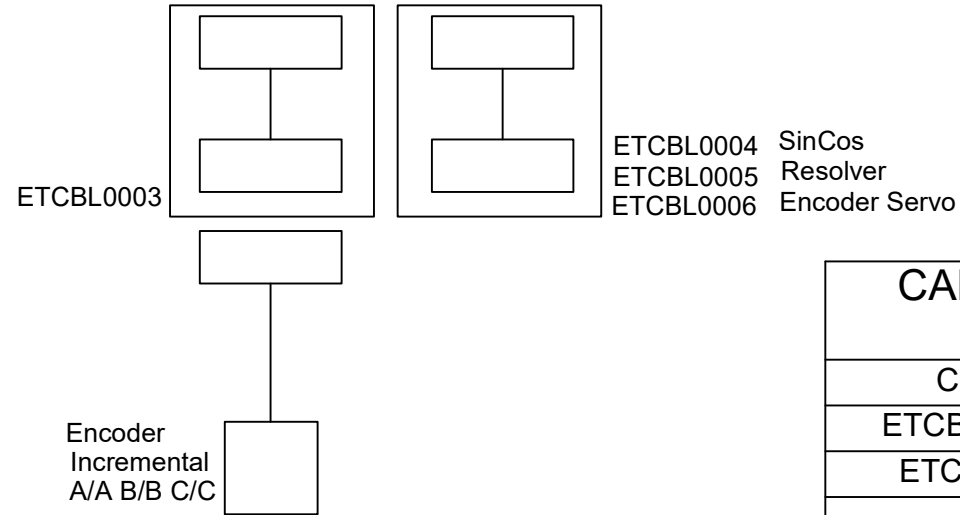 ETCBL0003
ETCBL0004 SinCos
ETCBL0005 Resolver
ETCBL0006 Encoder Servo
Encoder
Incremental
A/A B/B C/C